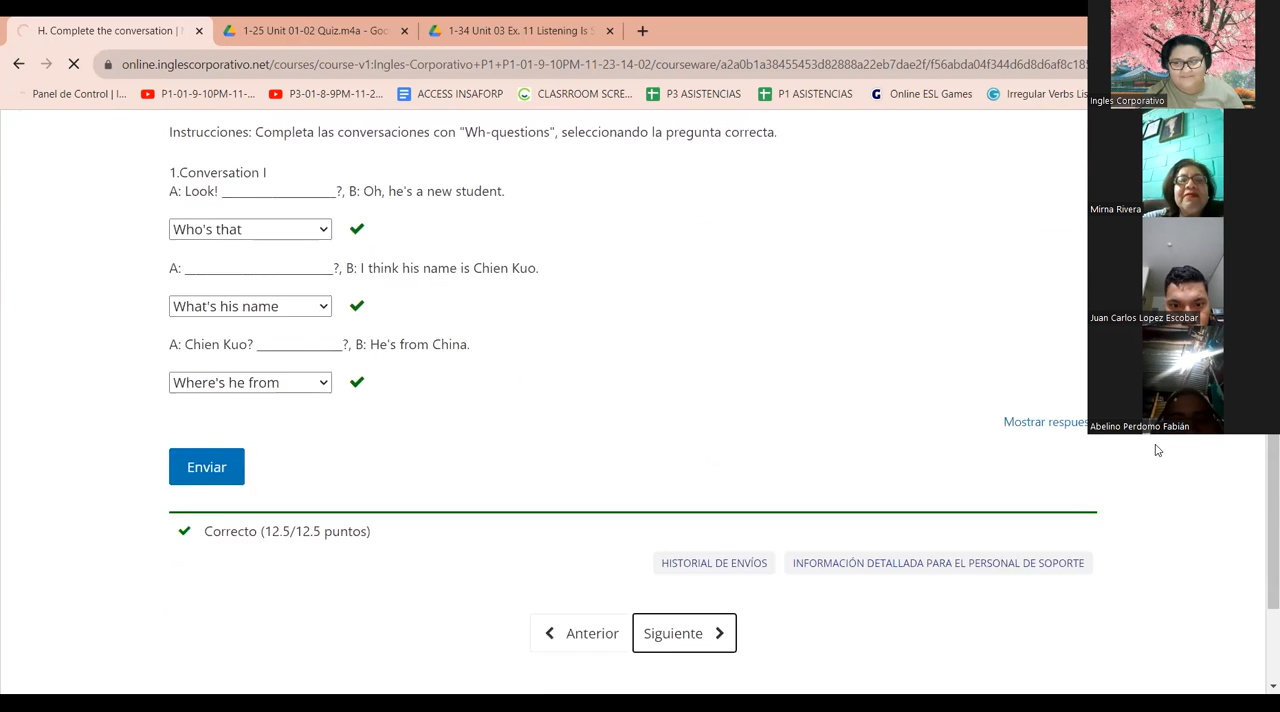 H. Complete the conversation |
1-25 Unit 01-02 Quiz.m4a - Goo
1-34 Unit 03 Ex. 11 Listening Is S
online.inglescorporativo.net/courses/course-v1:Ingles-Corporativo+P1+P1-01-9-10PM-11-23-14-02/courseware/a2a0b1a38455453d82888a22eb7dae2f/f56abda04f344d6d8d6af8c185
Panel de Control | I...
P1-01-9-10PM-11-...
P3-01-8-9PM-11-2...
ACCESS INSAFORP
CLASRROOM SCRE...
P3 ASISTENCIAS
P1 ASISTENCIAS
Online ESL Games
Irregular Verbs Lis
Instrucciones: Completa las conversaciones con "Wh-questions", seleccionando la pregunta correcta.
1.Conversation I
A: Look! _________________?, B: Oh, he's a new student.
Who's that
A: ______________________?, B: I think his name is Chien Kuo.
What's his name
A: Chien Kuo? _____________?, B: He's from China.
Where's he from
Mostrar respues
Enviar
Correcto (12.5/12.5 puntos)
HISTORIAL DE ENVÍOS
INFORMACIÓN DETALLADA PARA EL PERSONAL DE SOPORTE
Anterior
Siguiente
Ingles Corporativo
Mirna Rivera
Juan Carlos Lopez Escobar
Abelino Perdomo Fabián